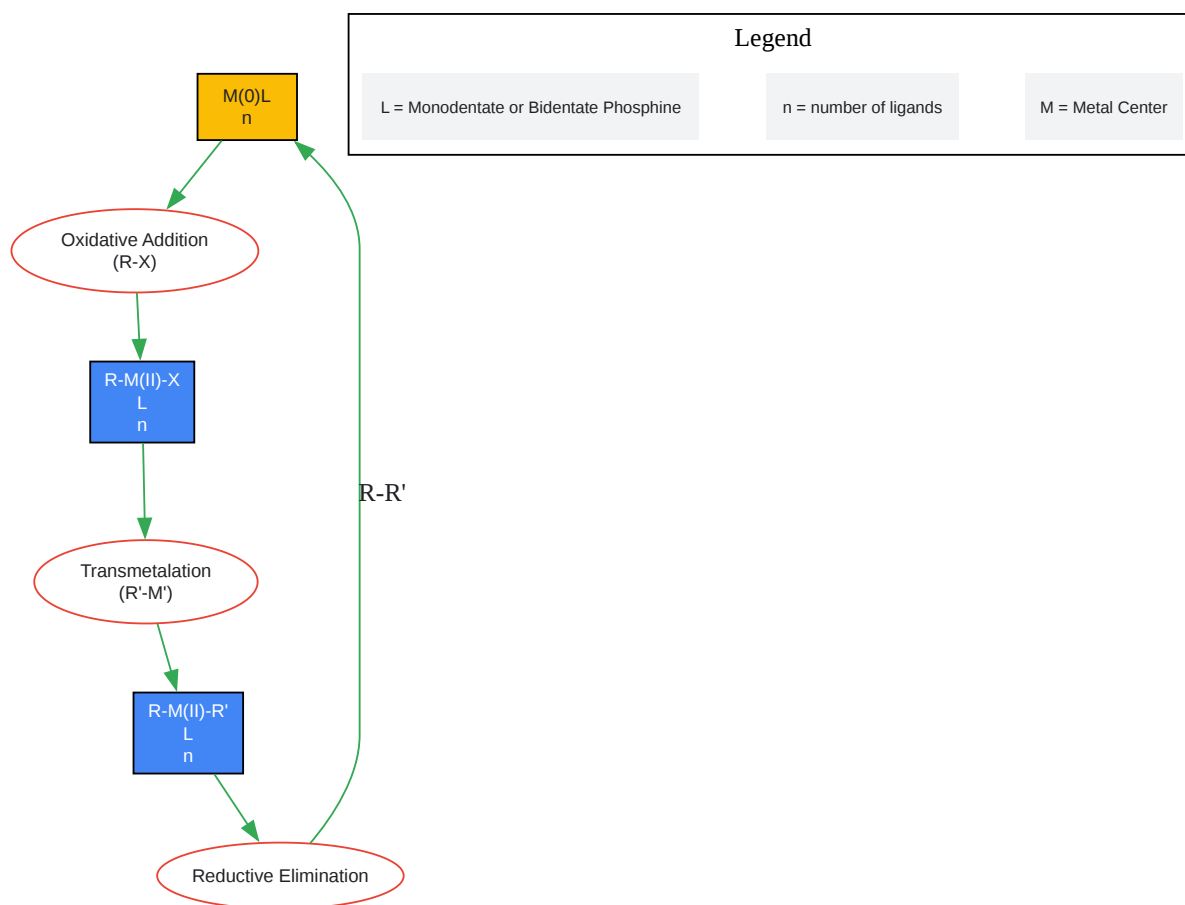 Legend
L = Monodentate or Bidentate Phosphine
n = number of ligands
M = Metal Center
M(0)L
n
Oxidative Addition
(R-X)
R-M(II)-X
L
n
R-R'
Transmetalation
(R'-M')
R-M(II)-R'
L
n
Reductive Elimination